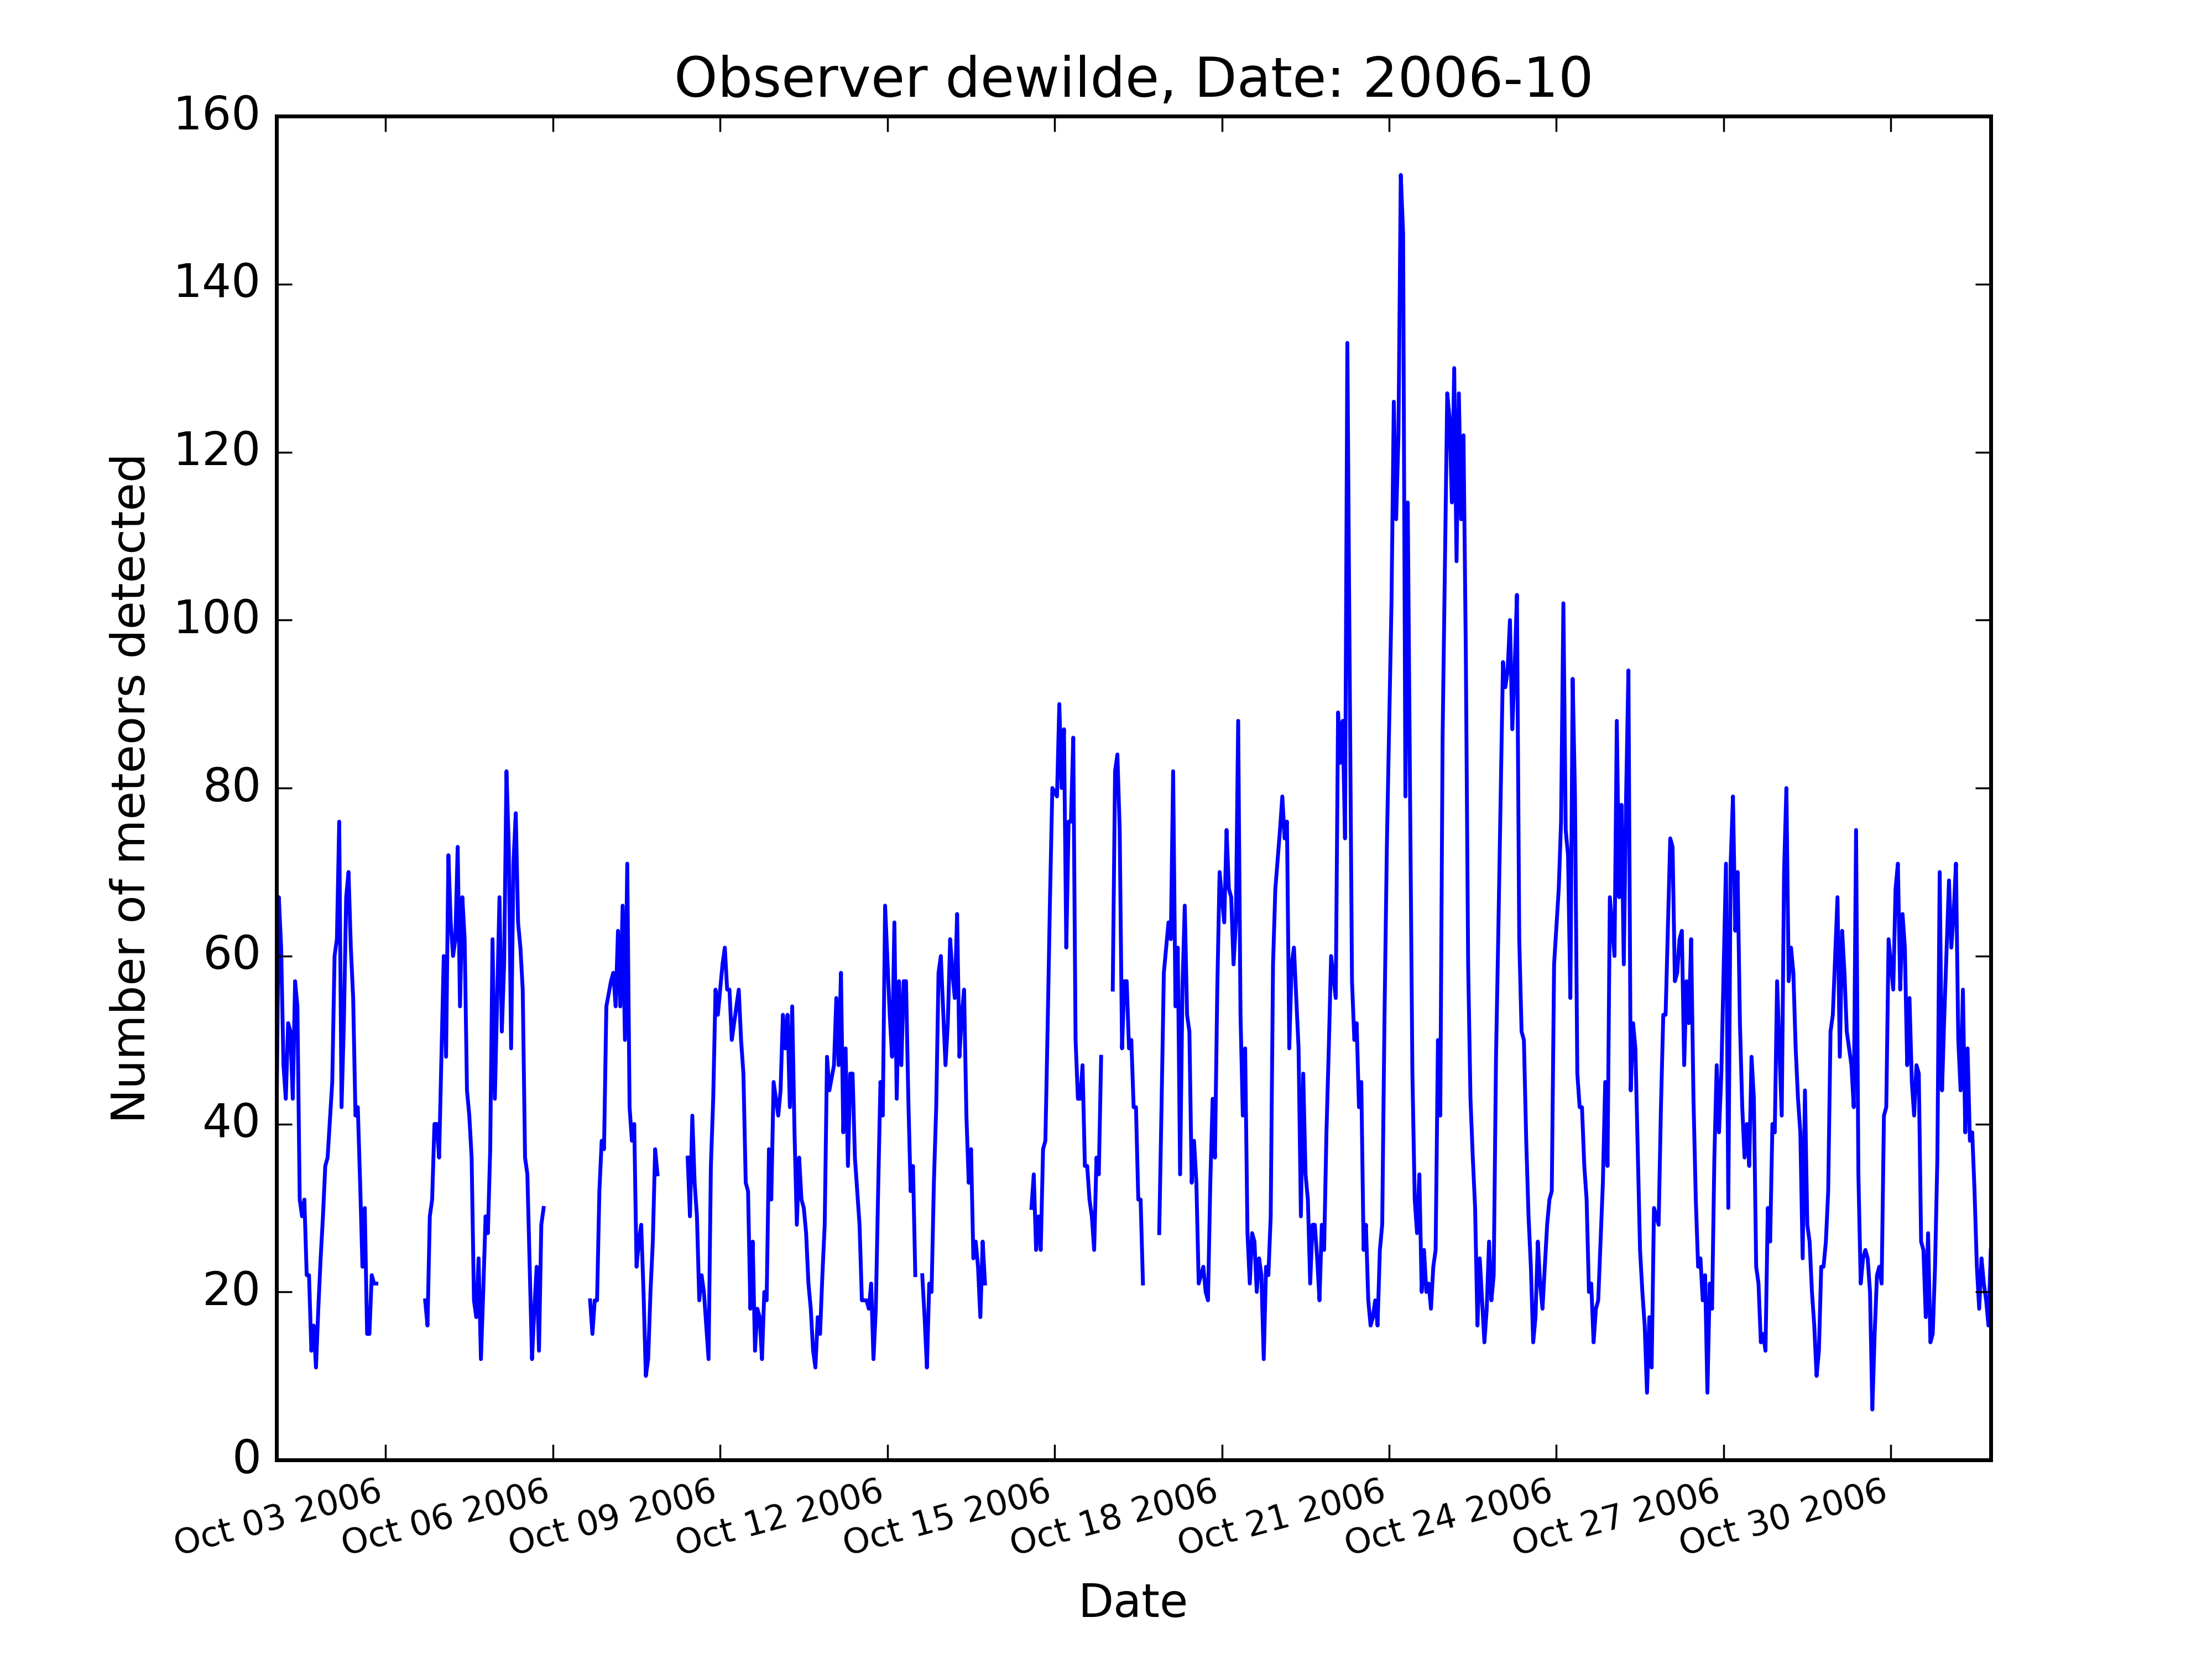 Observer dewilde, Date: 2006-10
160
140
120
100
80
60
40
20
0
Number of meteors detected
Oct 03 2006
Oct 06 2006
Oct 09 2006
Oct 12 2006
Oct 15 2006
Oct 18 2006
Oct 21 2006
Oct 24 2006
Oct 27 2006
Oct 30 2006
Date